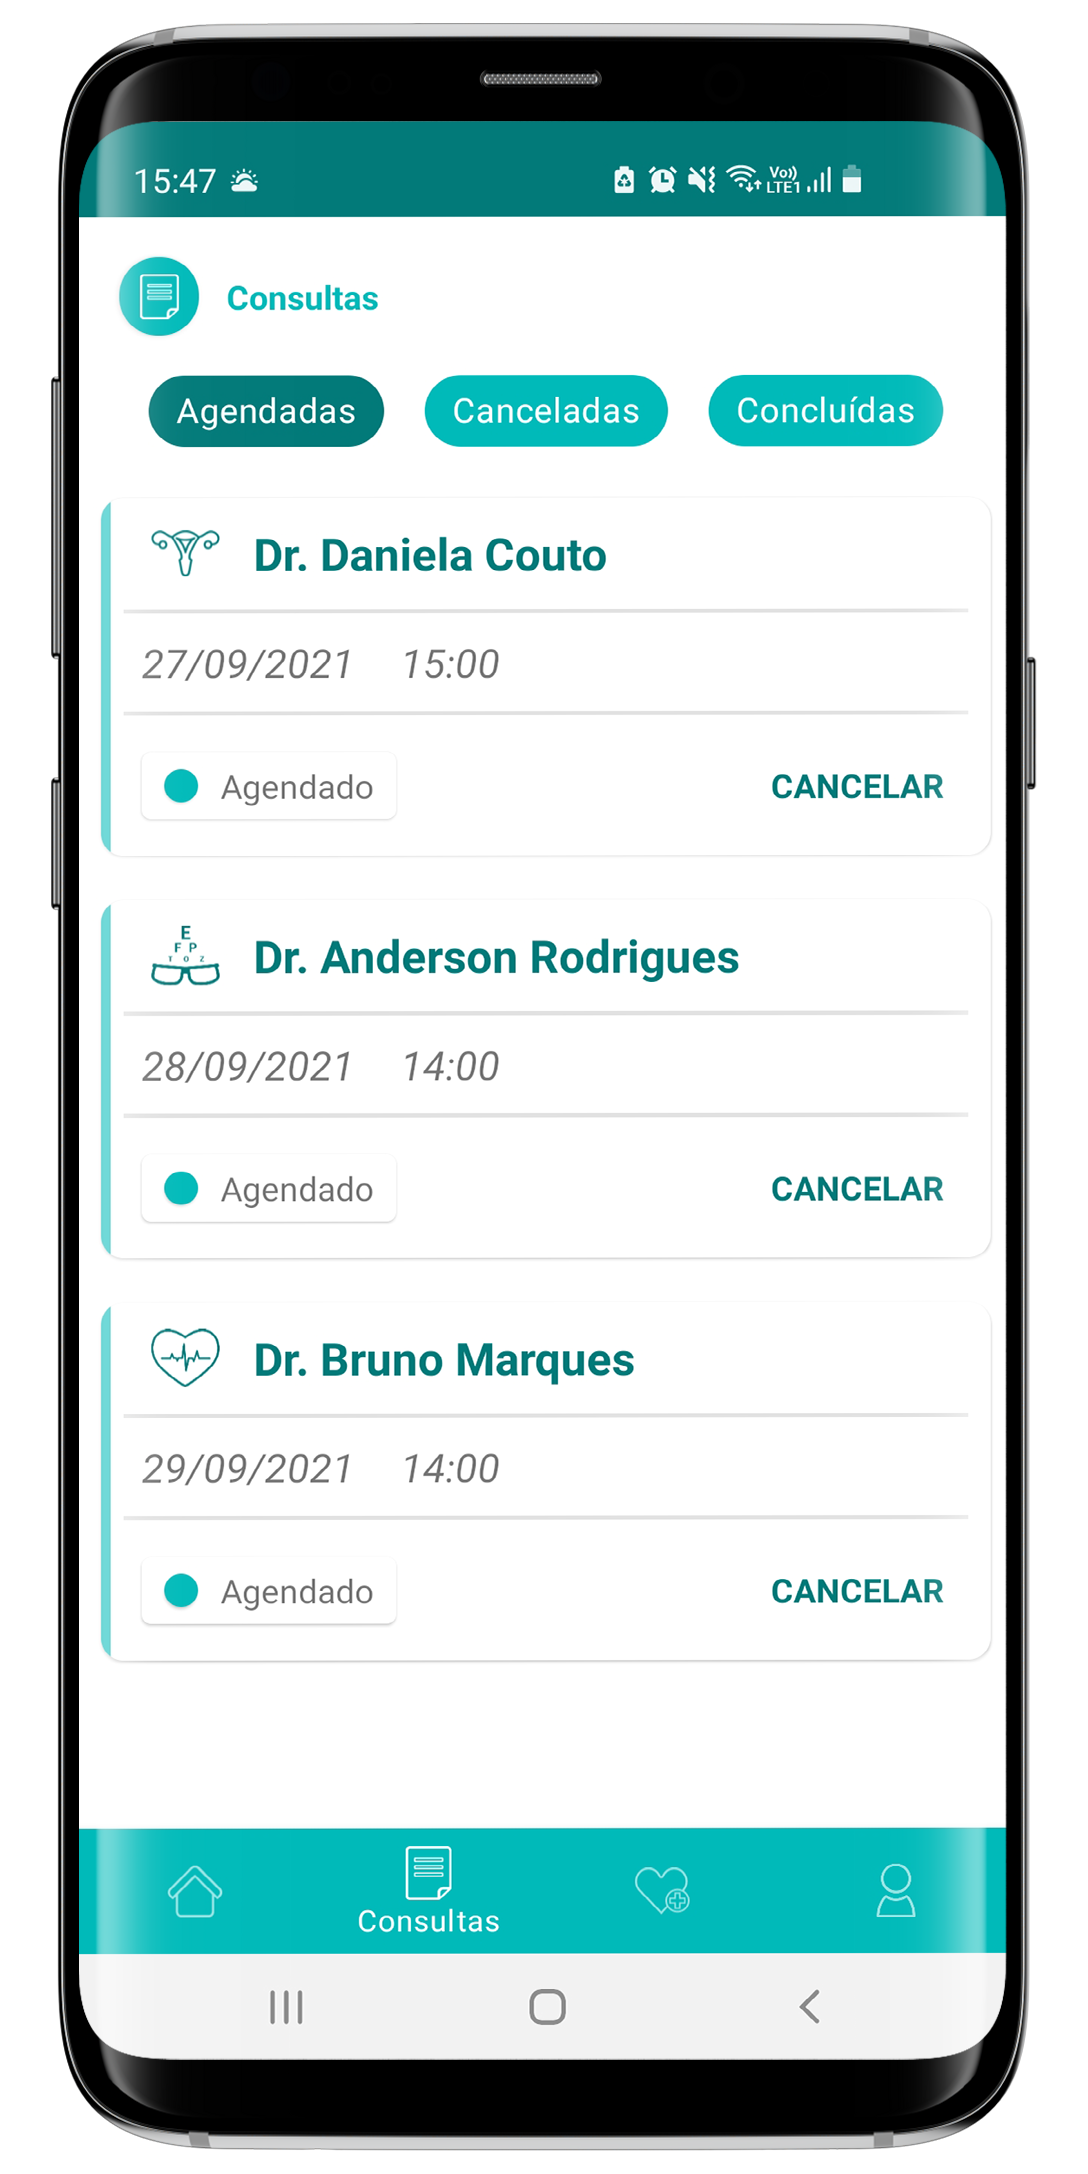 15:47
Vo))
LTE1
Consultas
Agendadas Canceladas Concluídas
Dr. Daniela Couto
27/09/2021 15:00
Agendado CANCELAR
E
F P
T O Z
Dr. Anderson Rodrigues
28/09/2021 14:00
Agendado CANCELAR
Dr. Bruno Marques
29/09/2021 14:00
Agendado CANCELAR
Consultas